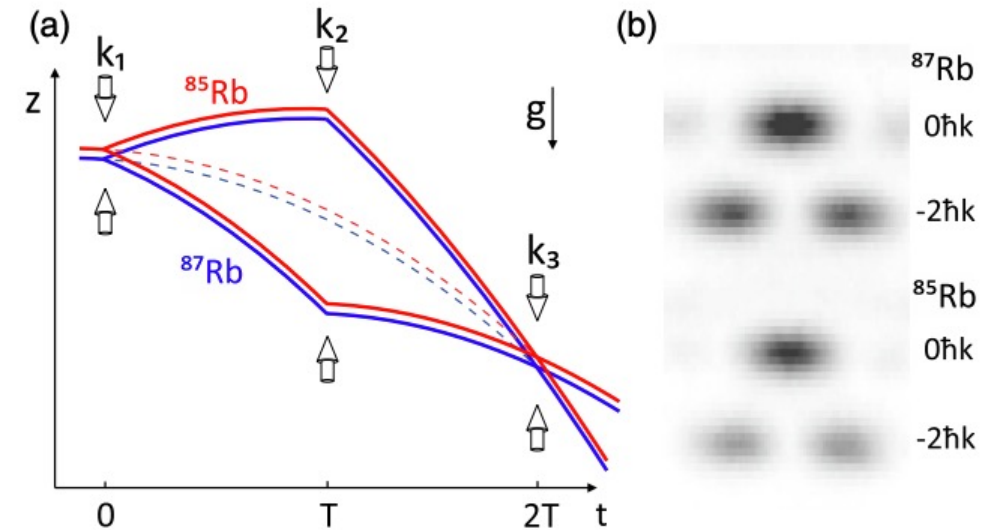 (a)
k₁
k₂
⁸⁵Rb
z
g
⁸⁷Rb
k₃
0
T
2T
t
(b)
⁸⁷Rb
0ħk
-2ħk
⁸⁵Rb
0ħk
-2ħk